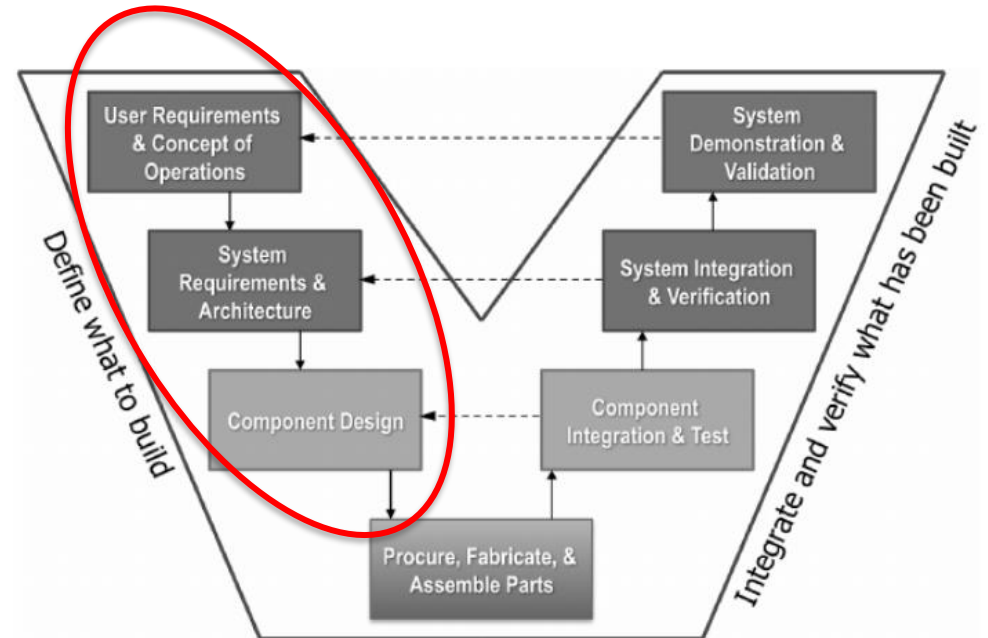 User Requirements
& Concept of
Operations
System
Demonstration &
Validation
System
Requirements &
Architecture
System Integration
& Verification
Component Design
Component
Integration & Test
Procure, Fabricate, &
Assemble Parts
Define what to build
Integrate and verify what has been built